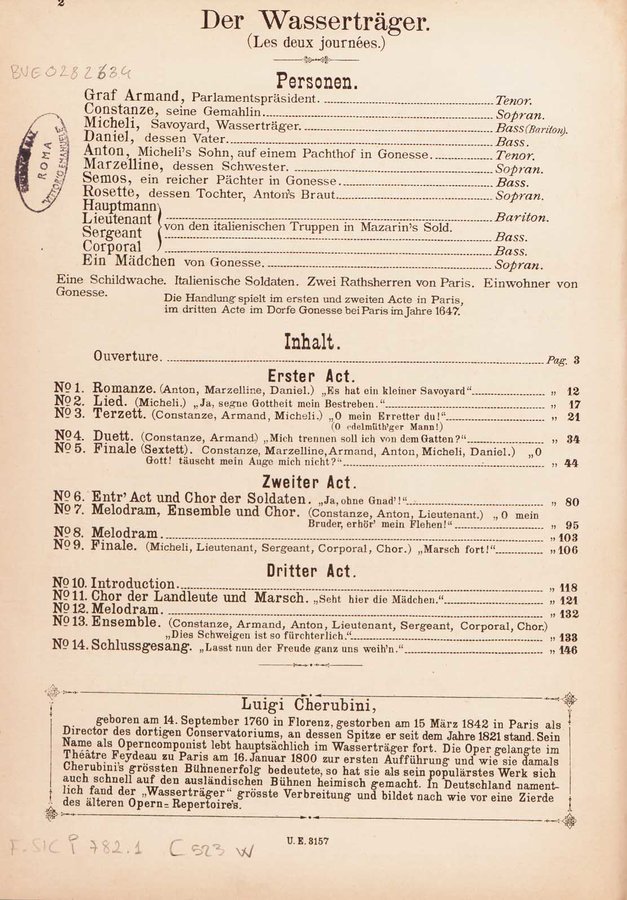 2
Der Wasserträger.
(Les deux journées.)
BVE0282634
ROMA
VITTORIO EMANUELE
Personen.
Graf Armand, Parlamentspräsident. Tenor.
Constanze, seine Gemahlin. Sopran.
Micheli, Savoyard, Wasserträger. Bass (Bariton).
Daniel, dessen Vater. Bass.
Anton, Micheli's Sohn, auf einem Pachthof in Gonesse. Tenor.
Marzelline, dessen Schwester. Sopran.
Semos, ein reicher Pächter in Gonesse. Bass.
Rosette, dessen Tochter, Anton's Braut. Sopran.
Hauptmann
Lieutenant Bariton.
von den italienischen Truppen in Mazarin's Sold.
Sergeant Bass.
Corporal Bass.
Ein Mädchen von Gonesse. Sopran.
Eine Schildwache. Italienische Soldaten. Zwei Rathsherren von Paris. Einwohner von
Gonesse.
Die Handlung spielt im ersten und zweiten Acte in Paris,
im dritten Acte im Dorfe Gonesse bei Paris im Jahre 1647.
Inhalt.
Ouverture. Pag. 3
Erster Act.
No 1. Romanze. (Anton, Marzelline, Daniel.) „Es hat ein kleiner Savoyard“ „ 12
No 2. Lied. (Micheli.) „Ja, segne Gottheit mein Bestreben.“ „ 17
No 3. Terzett. (Constanze, Armand, Micheli.) „O mein Erretter du!“ „ 21
(O edelmüth'ger Mann!)
No 4. Duett. (Constanze, Armand.) „Mich trennen soll ich von dem Gatten?“ „ 34
No 5. Finale (Sextett). Constanze, Marzelline, Armand, Anton, Micheli, Daniel.) „O
Gott! täuscht mein Auge mich nicht?“ „ 44
Zweiter Act.
No 6. Entr' Act und Chor der Soldaten. „Ja, ohne Gnad'!“ „ 80
No 7. Melodram, Ensemble und Chor. (Constanze, Anton, Lieutenant.) „O mein
Bruder, erhör' mein Flehen!“ „ 95
No 8. Melodram. „ 103
No 9. Finale. (Micheli, Lieutenant, Sergeant, Corporal, Chor.) „Marsch fort!“ „ 106
Dritter Act.
No 10. Introduction. „ 118
No 11. Chor der Landleute und Marsch. „Seht hier die Mädchen.“ „ 121
No 12. Melodram. „ 132
No 13. Ensemble. (Constanze, Armand, Anton, Lieutenant, Sergeant, Corporal, Chor.)
„Dies Schweigen ist so fürchterlich.“ „ 133
No 14. Schlussgesang. „Lasst nun der Freude ganz uns weih'n.“ „ 146
Luigi Cherubini,
geboren am 14. September 1760 in Florenz, gestorben am 15 März 1842 in Paris als
Director des dortigen Conservatoriums, an dessen Spitze er seit dem Jahre 1821 stand. Sein
Name als Operncomponist lebt hauptsächlich im Wasserträger fort. Die Oper gelangte im
Théâtre Feydeau zu Paris am 16. Januar 1800 zur ersten Aufführung und wie sie damals
Cherubini's grössten Bühnenerfolg bedeutete, so hat sie als sein populärstes Werk sich
auch schnell auf den ausländischen Bühnen heimisch gemacht. In Deutschland nament-
lich fand der „Wasserträger“ grösste Verbreitung und bildet nach wie vor eine Zierde
des älteren Opern-Repertoire's.
U. E. 3157
F. SIC P 782.1 C 523 W